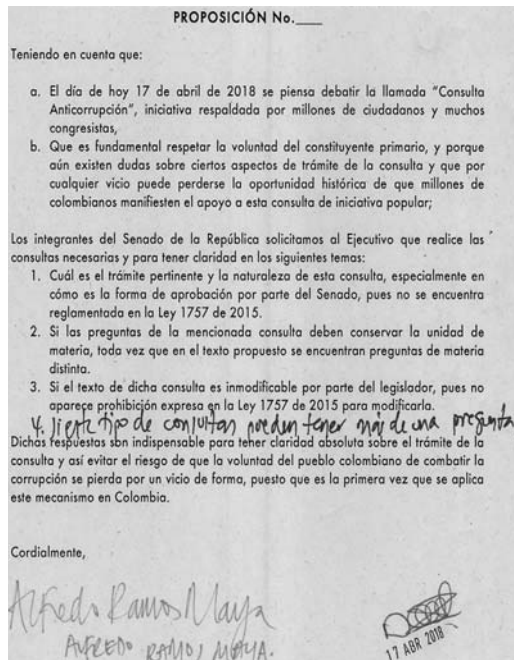 PROPOSICIÓN No.____
Teniendo en cuenta que:
a. El día de hoy 17 de abril de 2018 se piensa debatir la llamada "Consulta
Anticorrupción", iniciativa respaldada por millones de ciudadanos y muchos
congresistas,
b. Que es fundamental respetar la voluntad del constituyente primario, y porque
aún existen dudas sobre ciertos aspectos de trámite de la consulta y que por
cualquier vicio puede perderse la oportunidad histórica de que millones de
colombianos manifiesten el apoyo a esta consulta de iniciativa popular;
Los integrantes del Senado de la República solicitamos al Ejecutivo que realice las
consultas necesarias y para tener claridad en los siguientes temas:
1. Cuál es el trámite pertinente y la naturaleza de esta consulta, especialmente en
cómo es la forma de aprobación por parte del Senado, pues no se encuentra
reglamentada en la Ley 1757 de 2015.
2. Si las preguntas de la mencionada consulta deben conservar la unidad de
materia, toda vez que en el texto propuesto se encuentran preguntas de materia
distinta.
3. Si el texto de dicha consulta es inmodificable por parte del legislador, pues no
aparece prohibición expresa en la Ley 1757 de 2015 para modificarla.
4. Si este tipo de consultas pueden tener más de una pregunta
Dichas respuestas son indispensable para tener claridad absoluta sobre el trámite de la
consulta y así evitar el riesgo de que la voluntad del pueblo colombiano de combatir la
corrupción se pierda por un vicio de forma, puesto que es la primera vez que se aplica
este mecanismo en Colombia.
Cordialmente,
Alfredo Ramos Maya
ALFREDO RAMOS MAYA.
17 ABR 2018